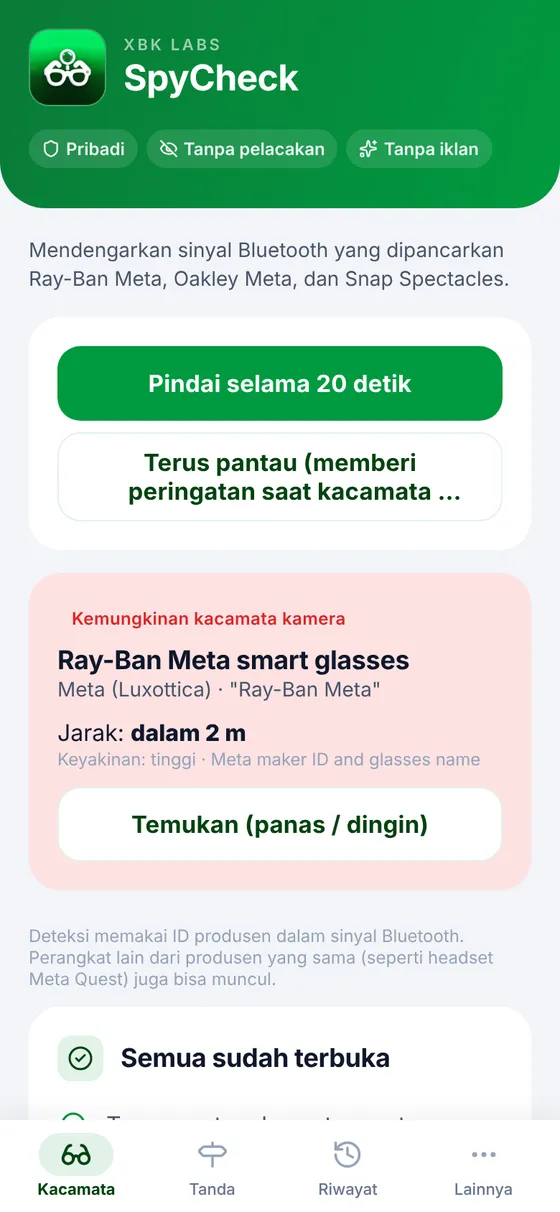 XBK LABS
SpyCheck
Pribadi
Tanpa pelacakan
Tanpa iklan
Mendengarkan sinyal Bluetooth yang dipancarkan
Ray-Ban Meta, Oakley Meta, dan Snap Spectacles.
Pindai selama 20 detik
Terus pantau (memberi
peringatan saat kacamata ...
Kemungkinan kacamata kamera
Ray-Ban Meta smart glasses
Meta (Luxottica) · "Ray-Ban Meta"
Jarak: dalam 2 m
Keyakinan: tinggi · Meta maker ID and glasses name
Temukan (panas / dingin)
Deteksi memakai ID produsen dalam sinyal Bluetooth.
Perangkat lain dari produsen yang sama (seperti headset
Meta Quest) juga bisa muncul.
Semua sudah terbuka
Kacamata
Tanda
Riwayat
Lainnya